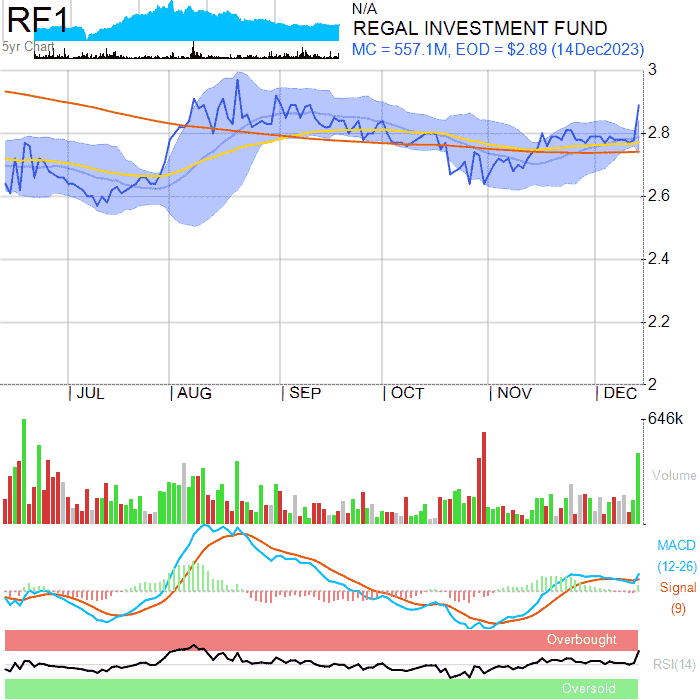 RF1
N/A
REGAL INVESTMENT FUND
5yr Chart
MC = 557.1M, EOD = $2.89 (14Dec2023)
3
2.8
2.6
2.4
2.2
2
JUL AUG SEP OCT NOV DEC
646k
Volume
MACD
(12-26)
Signal
(9)
Overbought
RSI(14)
Oversold